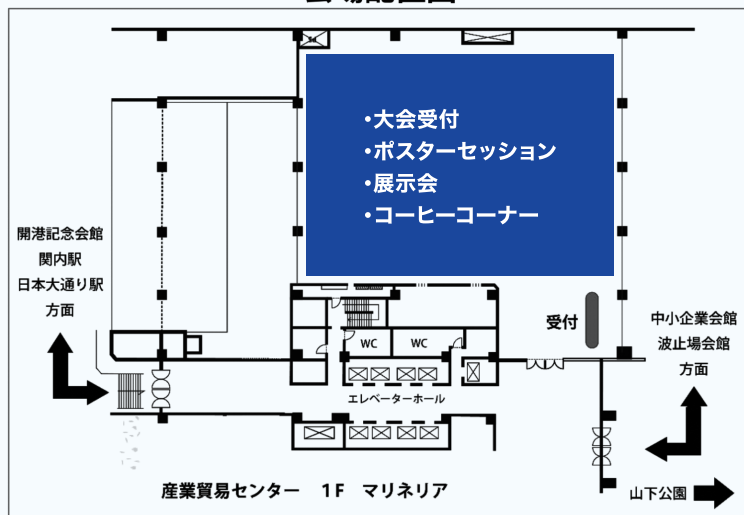 ・大会受付
・ポスターセッション
・展示会
・コーヒーコーナー
開港記念会館
関内駅
日本大通り駅
方面
受付
中小企業会館
波止場会館
方面
WC
WC
エレベーターホール
産業貿易センター 1F マリネリア
山下公園